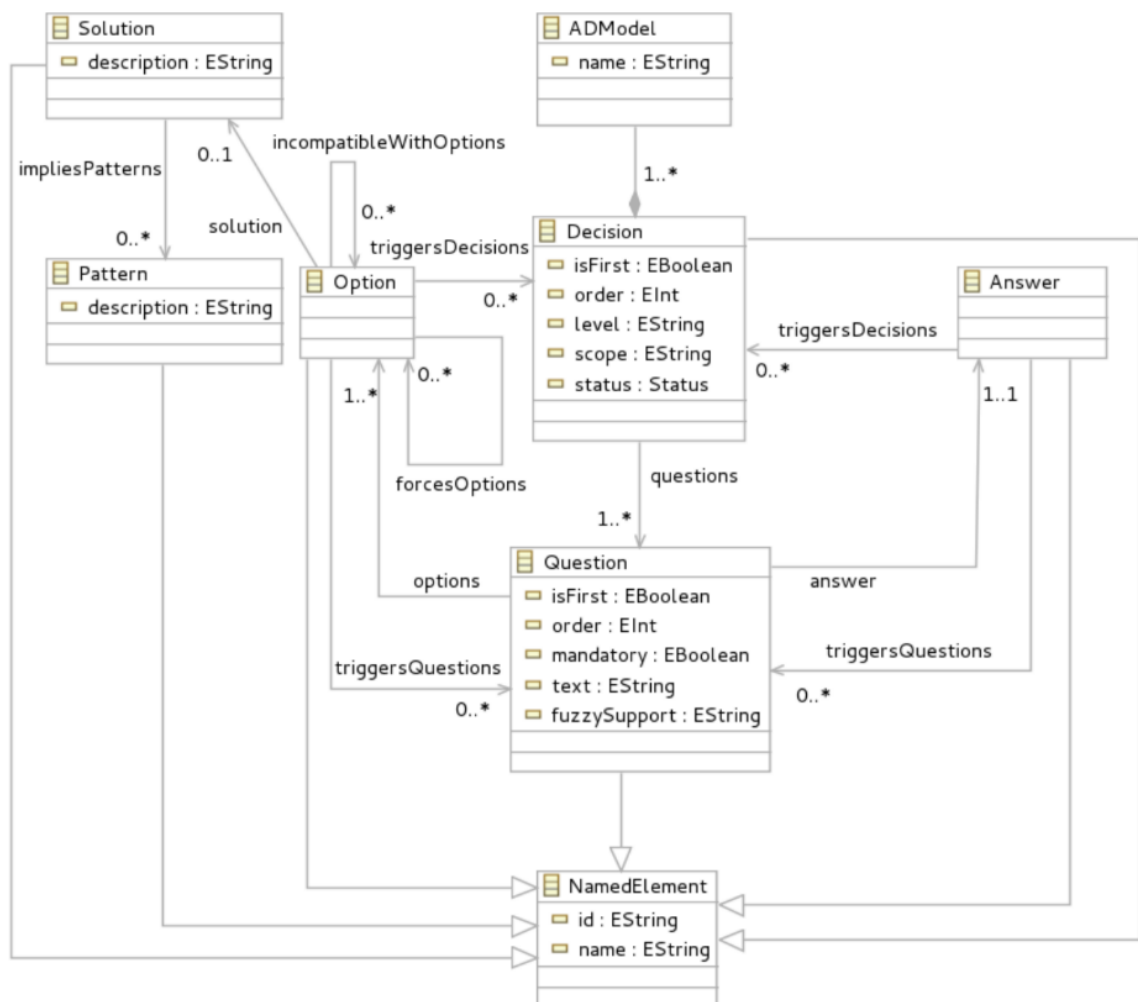 Solution
description : EString
ADModel
name : EString
incompatibleWithOptions
0..1
impliesPatterns
1..*
0..*
solution
triggersDecisions
0..*
Decision
isFirst : EBoolean
order : EInt
level : EString
scope : EString
status : Status
Pattern
description : EString
Option
0..*
Answer
triggersDecisions
0..*
0..*
1..*
1..1
forcesOptions
questions
1..*
Question
isFirst : EBoolean
order : EInt
mandatory : EBoolean
text : EString
fuzzySupport : EString
options
answer
triggersQuestions
0..*
triggersQuestions
0..*
NamedElement
id : EString
name : EString